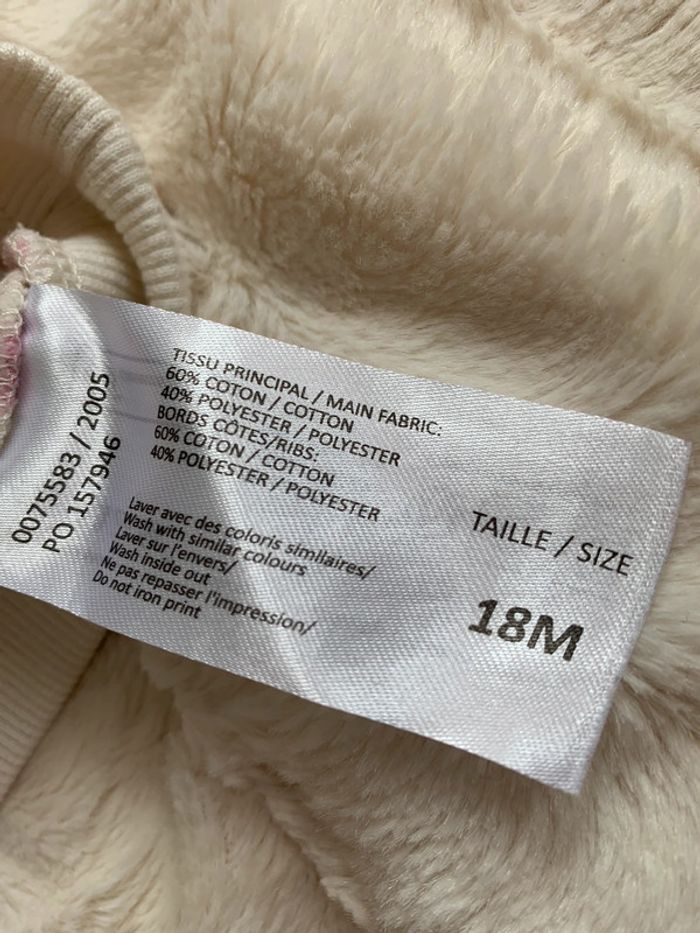 0075583 / 2005
PO 157946
TISSU PRINCIPAL / MAIN FABRIC:
60% COTON / COTTON
40% POLYESTER / POLYESTER
BORDS CÔTES/RIBS:
60% COTON / COTTON
40% POLYESTER / POLYESTER
Laver avec des coloris similaires/
Wash with similar colours
Laver sur l'envers/
Wash inside out
Ne pas repasser l'impression/
Do not iron print
TAILLE / SIZE
18M